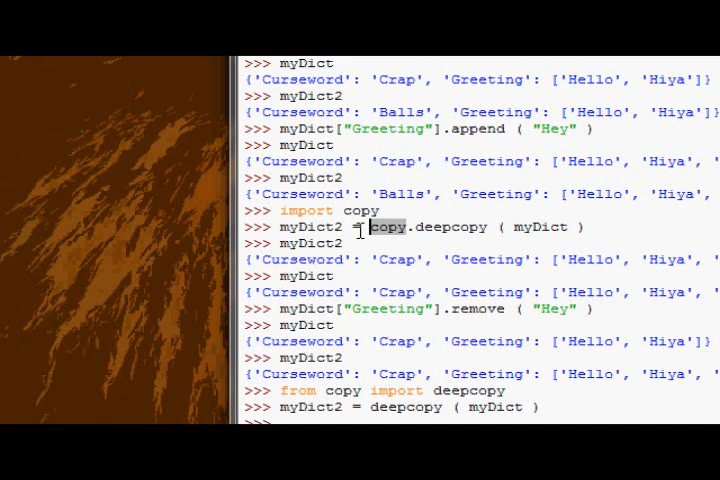 >>> myDict
{'Curseword': 'Crap', 'Greeting': ['Hello', 'Hiya']}
>>> myDict2
{'Curseword': 'Balls', 'Greeting': ['Hello', 'Hiya']}
>>> myDict["Greeting"].append ( "Hey" )
>>> myDict
{'Curseword': 'Crap', 'Greeting': ['Hello', 'Hiya', '
>>> myDict2
{'Curseword': 'Balls', 'Greeting': ['Hello', 'Hiya',
>>> import copy
>>> myDict2 = copy.deepcopy ( myDict )
>>> myDict2
{'Curseword': 'Crap', 'Greeting': ['Hello', 'Hiya', '
>>> myDict
{'Curseword': 'Crap', 'Greeting': ['Hello', 'Hiya', '
>>> myDict["Greeting"].remove ( "Hey" )
>>> myDict
{'Curseword': 'Crap', 'Greeting': ['Hello', 'Hiya']}
>>> myDict2
{'Curseword': 'Crap', 'Greeting': ['Hello', 'Hiya', '
>>> from copy import deepcopy
>>> myDict2 = deepcopy ( myDict )
>>>